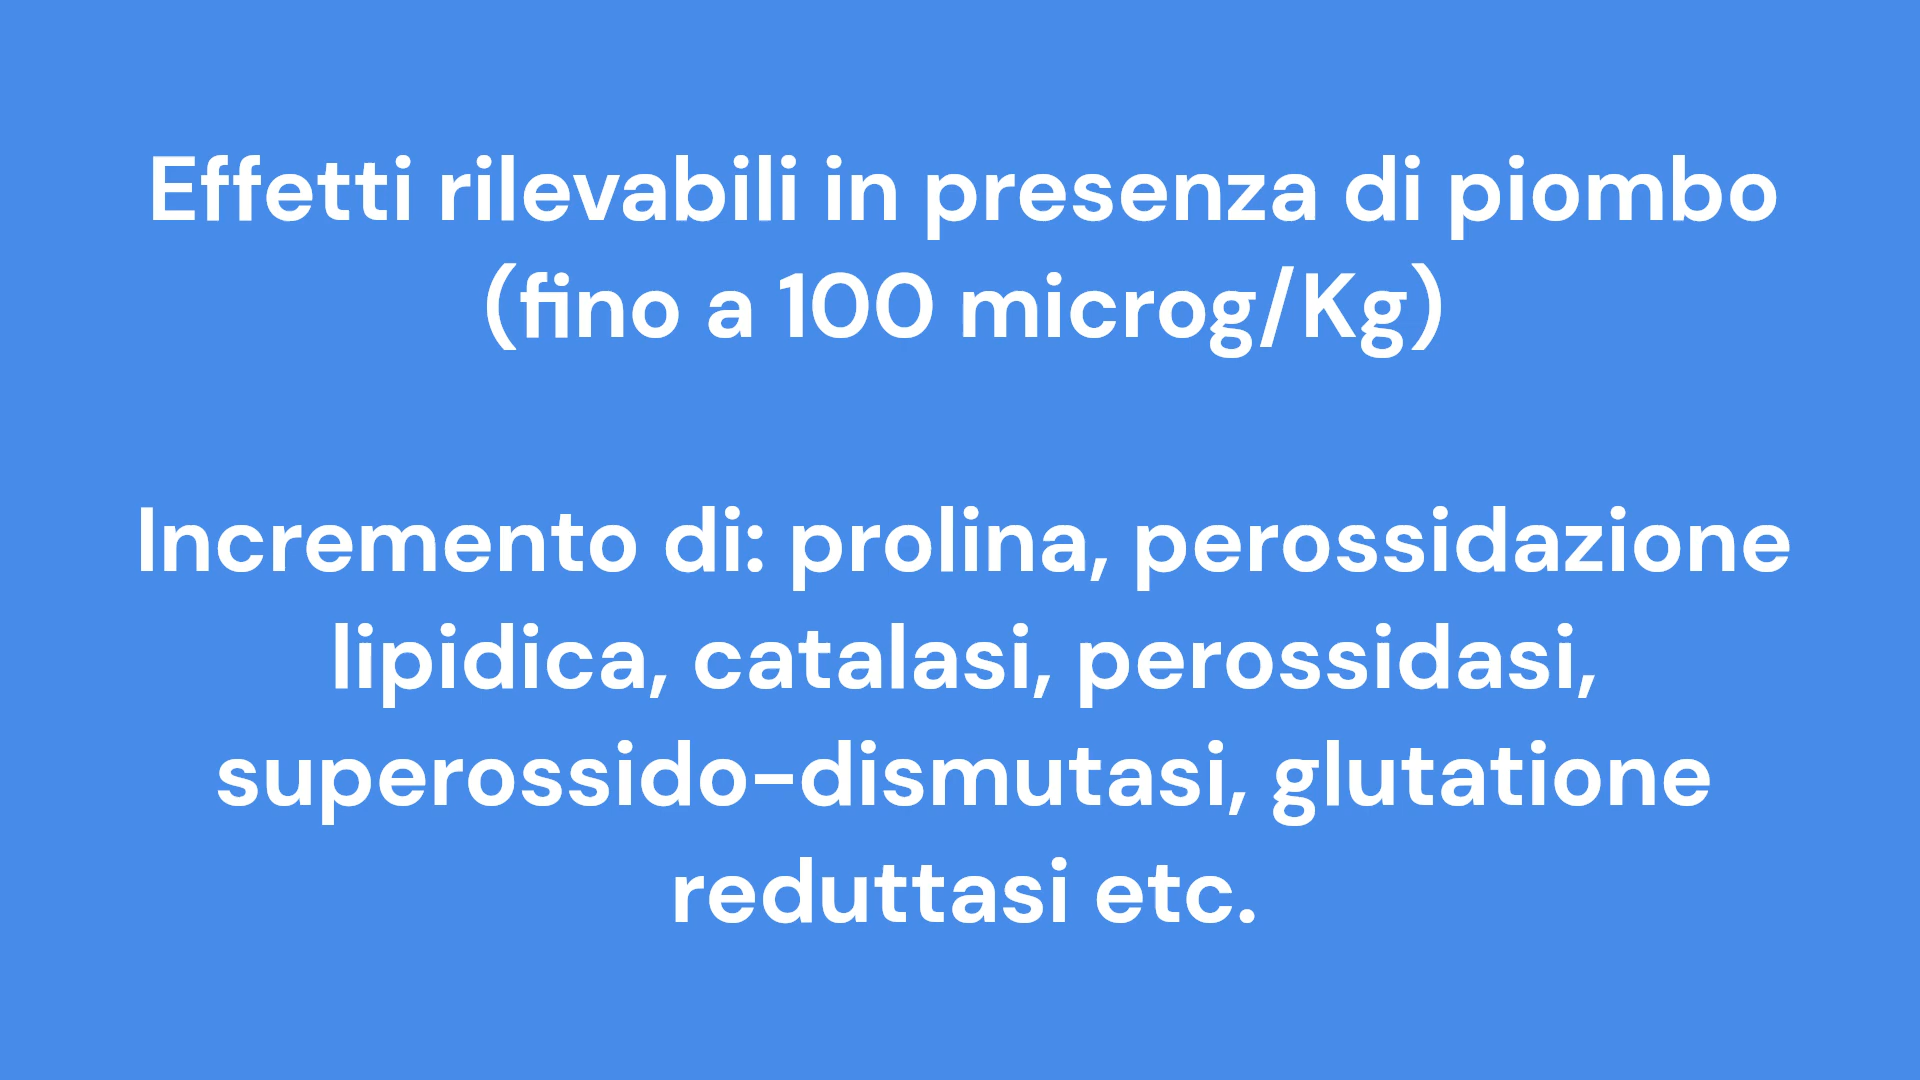 Effetti rilevabili in presenza di piombo
(fino a 100 microg/Kg)
Incremento di: prolina, perossidazione
lipidica, catalasi, perossidasi,
superossido-dismutasi, glutatione
reduttasi etc.